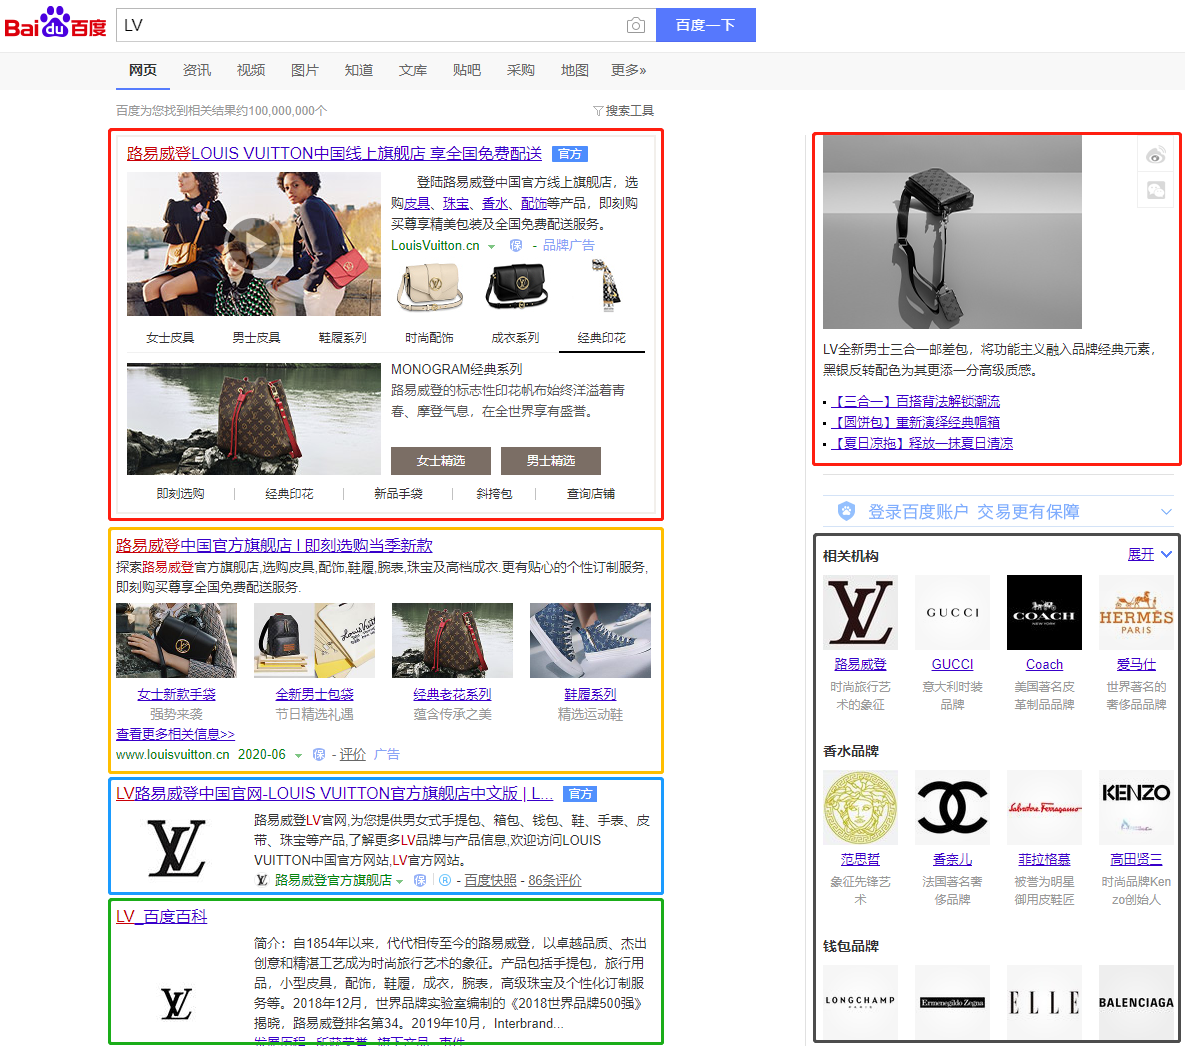 Bai du 百度
LV
百度一下
网页 资讯 视频 图片 知道 文库 贴吧 采购 地图 更多»
百度为您找到相关结果约100,000,000个
搜索工具
路易威登LOUIS VUITTON中国线上旗舰店 享全国免费配送 官方
登陆路易威登中国官方线上旗舰店，选
购皮具、珠宝、香水、配饰等产品，即刻购
买尊享精美包装及全国免费配送服务。
LouisVuitton.cn 保 - 品牌广告
女士皮具 男士皮具 鞋履系列 时尚配饰 成衣系列 经典印花
MONOGRAM经典系列
路易威登的标志性印花帆布始终洋溢着青
春、摩登气息，在全世界享有盛誉。
女士精选 男士精选
即刻选购 经典印花 新品手袋 斜挎包 查询店铺
路易威登中国官方旗舰店 I 即刻选购当季新款
探索路易威登官方旗舰店,选购皮具,配饰,鞋履,腕表,珠宝及高档成衣.更有贴心的个性订制服务,
即刻购买尊享全国免费配送服务.
女士新款手袋 全新男士包袋 经典老花系列 鞋履系列
强势来袭 节日精选礼遇 蕴含传承之美 精选运动鞋
查看更多相关信息>>
www.louisvuitton.cn 2020-06 保 - 评价 广告
LV路易威登中国官网-LOUIS VUITTON官方旗舰店中文版 | L... 官方
LV
路易威登LV官网,为您提供男女式手提包、箱包、钱包、鞋、手表、皮
带、珠宝等产品,了解更多LV品牌与产品信息,欢迎访问LOUIS
VUITTON中国官方网站,LV官方网站。
路易威登官方旗舰店 保 ® - 百度快照 - 86条评价
LV_百度百科
LV
简介：自1854年以来，代代相传至今的路易威登，以卓越品质、杰出
创意和精湛工艺成为时尚旅行艺术的象征。产品包括手提包，旅行用
品，小型皮具，配饰，鞋履，成衣，腕表，高级珠宝及个性化订制服
务等。2018年12月，世界品牌实验室编制的《2018世界品牌500强》
揭晓，路易威登排名第34。2019年10月，Interbrand...
发展历程 所获荣誉 旗下产品 事件
LV全新男士三合一邮差包，将功能主义融入品牌经典元素，
黑银反转配色为其更添一分高级质感。
【三合一】百搭背法解锁潮流
【圆饼包】重新演绎经典帽箱
【夏日凉拖】释放一抹夏日清凉
登录百度账户 交易更有保障
相关机构 展开
LV GUCCI COACH NEW YORK HERMÈS PARIS
路易威登 GUCCI Coach 爱马仕
时尚旅行艺 意大利时装 美国著名皮 世界著名的
术的象征 品牌 革制品品牌 奢侈品品牌
香水品牌
Salvatore Ferragamo KENZO
范思哲 香奈儿 菲拉格慕 高田贤三
象征先锋艺 法国著名奢 被誉为明星 时尚品牌Ken
术 侈品牌 御用皮鞋匠 zo创始人
钱包品牌
LONGCHAMP Ermenegildo Zegna ELLE BALENCIAGA
PARIS